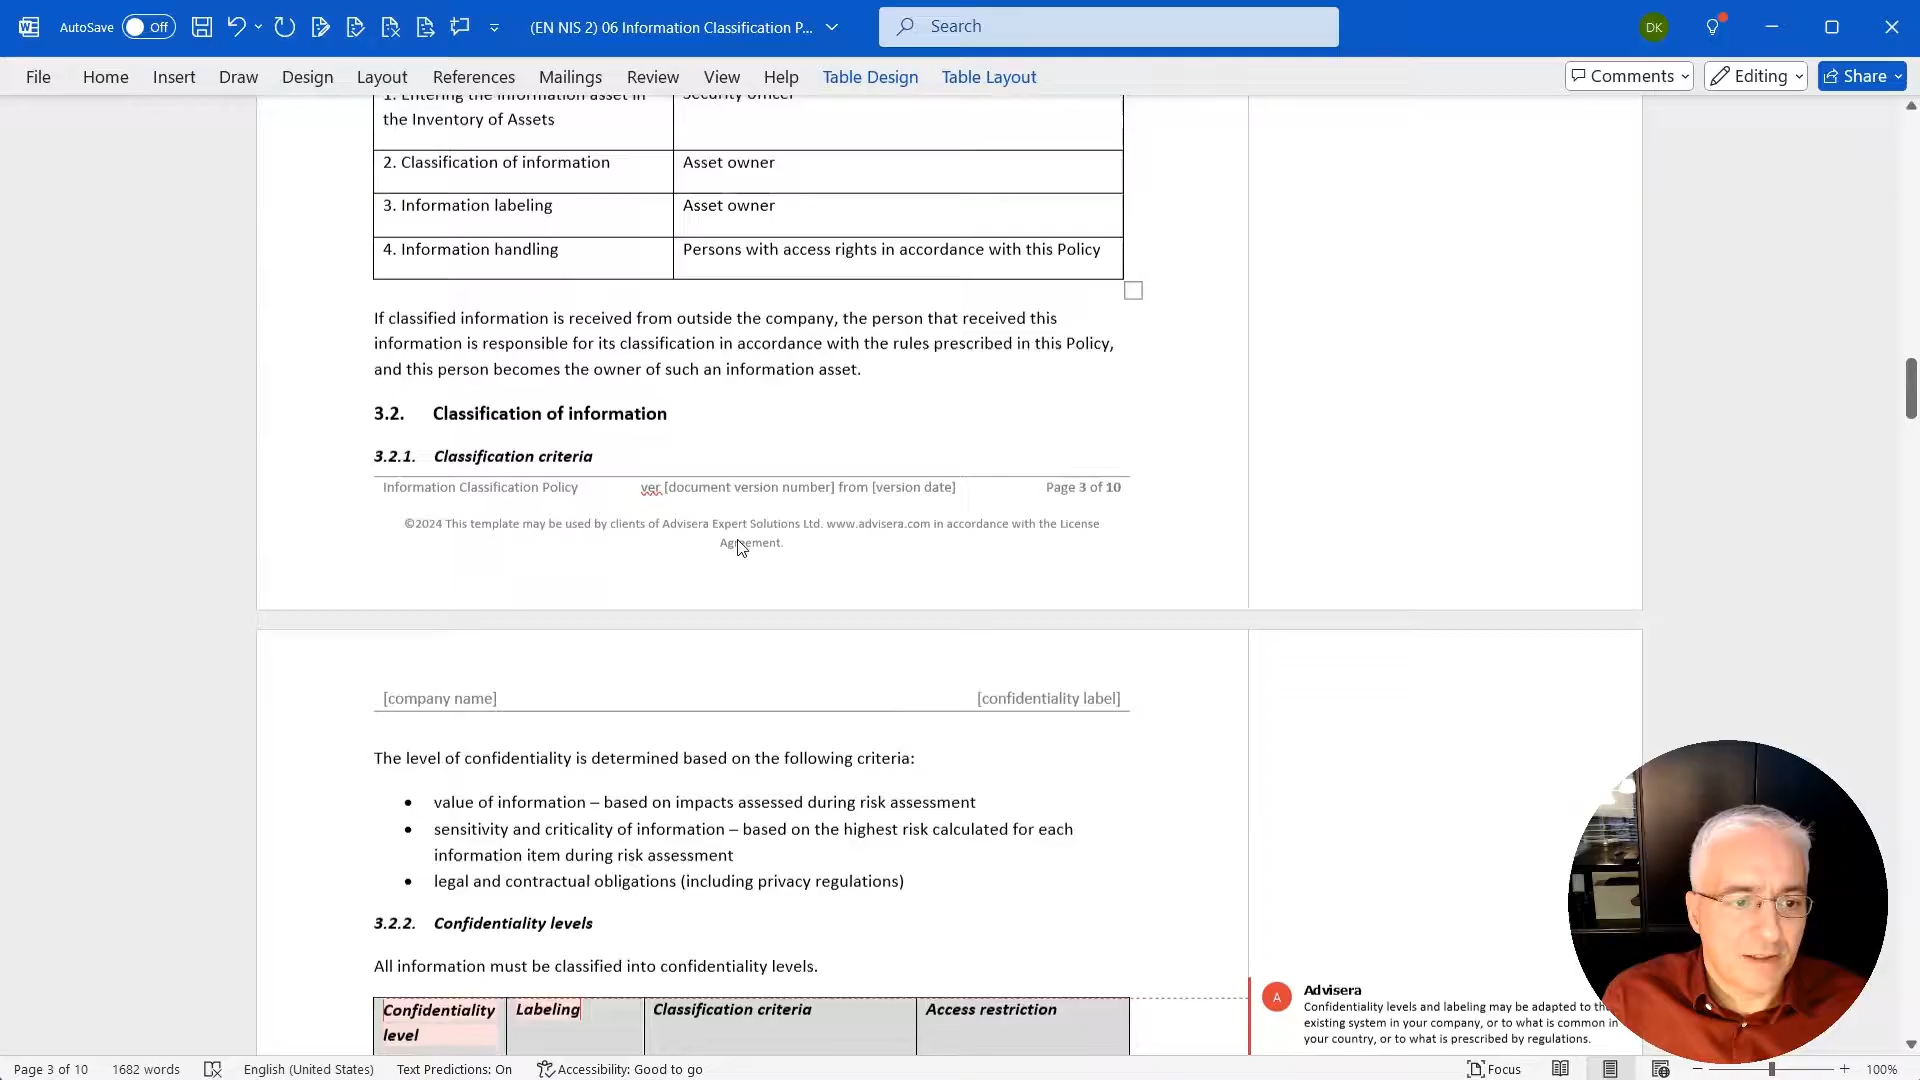 AutoSave
Off
(EN NIS 2) 06 Information Classification P...
Search
DK
File
Home
Insert
Draw
Design
Layout
References
Mailings
Review
View
Help
Table Design
Table Layout
Comments
Editing
Share
1. Entering the information asset in
the Inventory of Assets
Security officer
2. Classification of information
Asset owner
3. Information labeling
Asset owner
4. Information handling
Persons with access rights in accordance with this Policy
If classified information is received from outside the company, the person that received this
information is responsible for its classification in accordance with the rules prescribed in this Policy,
and this person becomes the owner of such an information asset.
3.2. Classification of information
3.2.1. Classification criteria
Information Classification Policy
ver [document version number] from [version date]
Page 3 of 10
©2024 This template may be used by clients of Advisera Expert Solutions Ltd. www.advisera.com in accordance with the License
Agreement.
[company name]
[confidentiality label]
The level of confidentiality is determined based on the following criteria:
• value of information – based on impacts assessed during risk assessment
• sensitivity and criticality of information – based on the highest risk calculated for each
information item during risk assessment
• legal and contractual obligations (including privacy regulations)
3.2.2. Confidentiality levels
All information must be classified into confidentiality levels.
Confidentiality
level
Labeling
Classification criteria
Access restriction
A
Advisera
Confidentiality levels and labeling may be adapted to
existing system in your company, or to what is common in
your country, or to what is prescribed by regulations.
Page 3 of 10
1682 words
English (United States)
Text Predictions: On
Accessibility: Good to go
Focus
100%